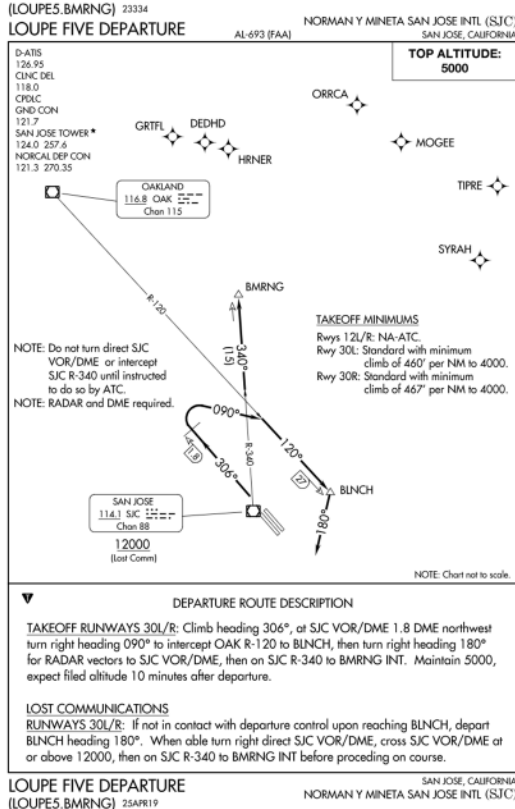 (LOUPE5.BMRNG) 23334
LOUPE FIVE DEPARTURE
AL-693 (FAA)
NORMAN Y MINETA SAN JOSE INTL (SJC)
SAN JOSE, CALIFORNIA
D-ATIS
126.95
CLNC DEL
118.0
CPDLC
GND CON
121.7
SAN JOSE TOWER★
124.0 257.6
NORCAL DEP CON
121.3 270.35
TOP ALTITUDE:
5000
ORRCA
GRTFL
DEDHD
HRNER
MOGEE
TIPRE
SYRAH
OAKLAND
116.8 OAK
Chan 115
R-120
BMRNG
340°
(15)
TAKEOFF MINIMUMS
Rwys 12L/R: NA-ATC.
Rwy 30L: Standard with minimum
climb of 460' per NM to 4000.
Rwy 30R: Standard with minimum
climb of 467' per NM to 4000.
NOTE: Do not turn direct SJC
VOR/DME or intercept
SJC R-340 until instructed
to do so by ATC.
NOTE: RADAR and DME required.
090°
1.8
306°
R-340
120°
27
BLNCH
180°
SAN JOSE
114.1 SJC
Chan 88
12000
(Lost Comm)
NOTE: Chart not to scale.
▼
DEPARTURE ROUTE DESCRIPTION
TAKEOFF RUNWAYS 30L/R: Climb heading 306°, at SJC VOR/DME 1.8 DME northwest
turn right heading 090° to intercept OAK R-120 to BLNCH, then turn right heading 180°
for RADAR vectors to SJC VOR/DME, then on SJC R-340 to BMRNG INT. Maintain 5000,
expect filed altitude 10 minutes after departure.
LOST COMMUNICATIONS
RUNWAYS 30L/R: If not in contact with departure control upon reaching BLNCH, depart
BLNCH heading 180°. When able turn right direct SJC VOR/DME, cross SJC VOR/DME at
or above 12000, then on SJC R-340 to BMRNG INT before proceding on course.
LOUPE FIVE DEPARTURE
(LOUPE5.BMRNG) 25APR19
SAN JOSE, CALIFORNIA
NORMAN Y MINETA SAN JOSE INTL (SJC)